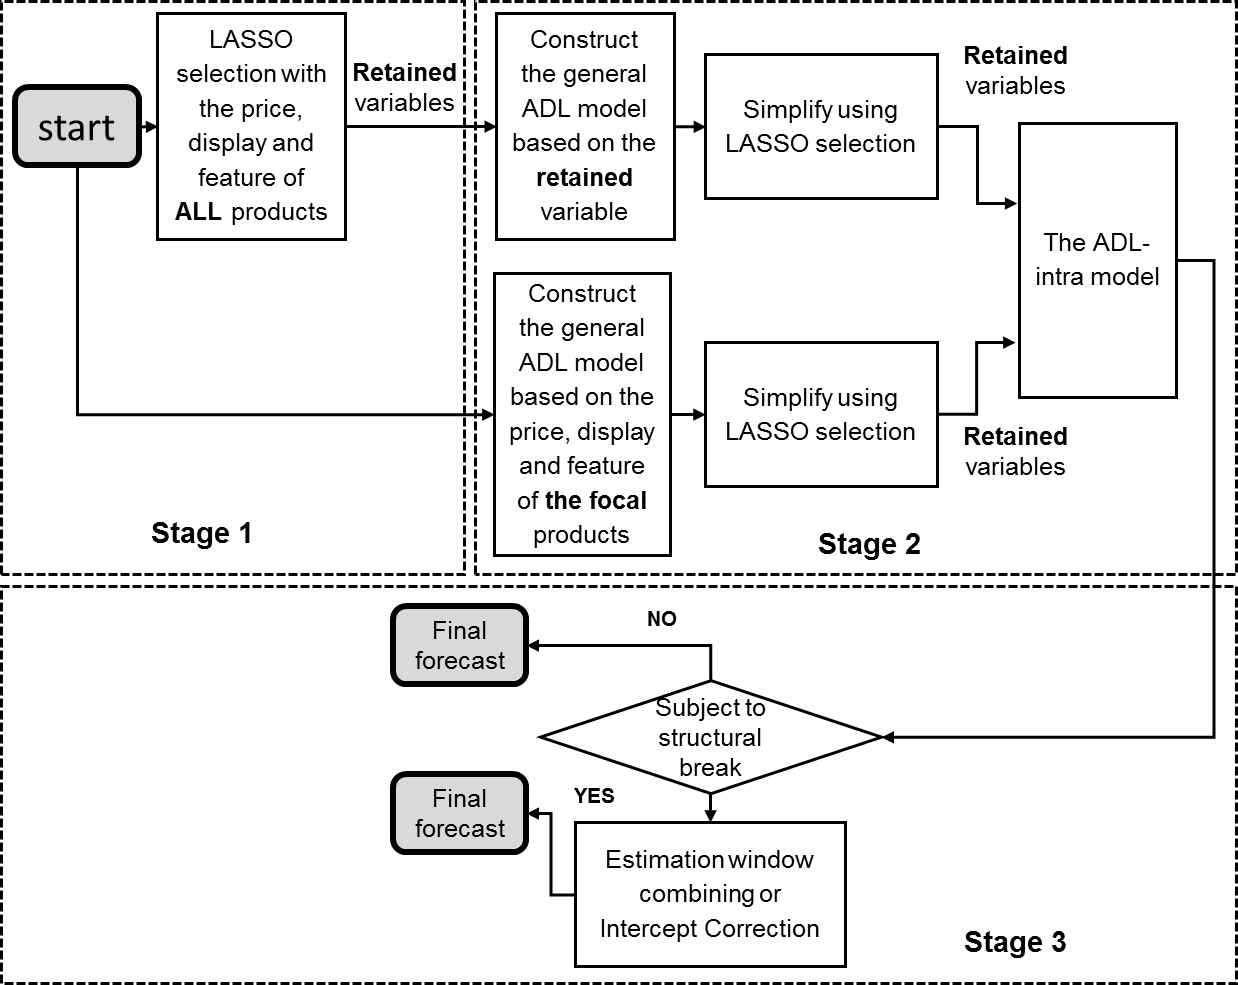 start
LASSO
selection with
the price,
display and
feature of
ALL products
Retained
variables
Construct
the general
ADL model
based on the
retained
variable
Simplify using
LASSO selection
Retained
variables
The ADL-
intra model
Construct
the general
ADL model
based on the
price, display
and feature
of the focal
products
Simplify using
LASSO selection
Retained
variables
Stage 1
Stage 2
Final
forecast
NO
Subject to
structural
break
Final
forecast
YES
Estimation window
combining or
Intercept Correction
Stage 3